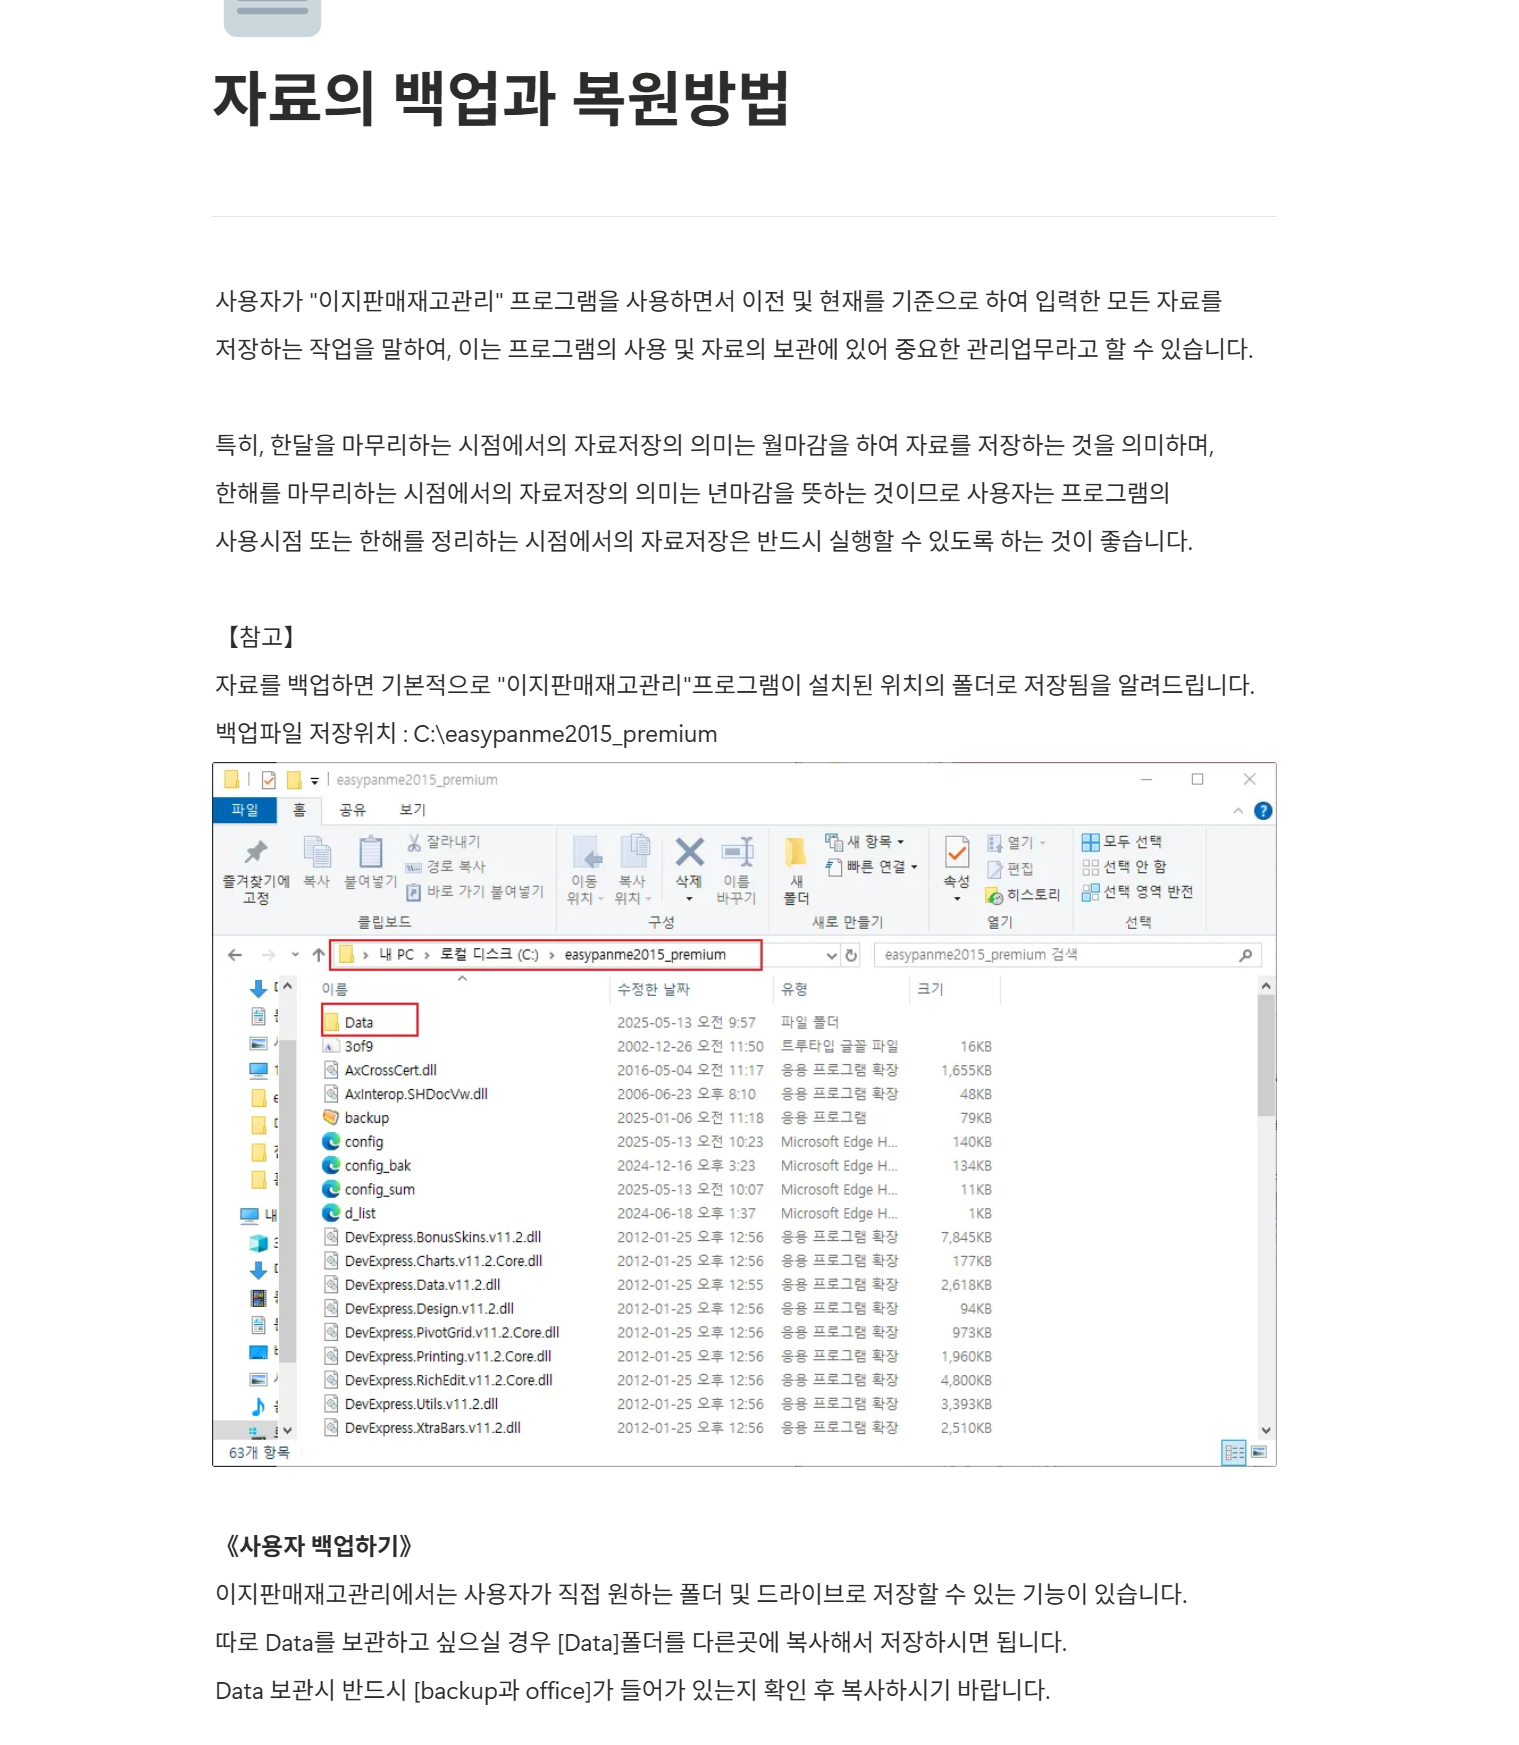 자료의 백업과 복원방법
사용자가 "이지판매재고관리" 프로그램을 사용하면서 이전 및 현재를 기준으로 하여 입력한 모든 자료를
저장하는 작업을 말하여, 이는 프로그램의 사용 및 자료의 보관에 있어 중요한 관리업무라고 할 수 있습니다.
특히, 한달을 마무리하는 시점에서의 자료저장의 의미는 월마감을 하여 자료를 저장하는 것을 의미하며,
한해를 마무리하는 시점에서의 자료저장의 의미는 년마감을 뜻하는 것이므로 사용자는 프로그램의
사용시점 또는 한해를 정리하는 시점에서의 자료저장은 반드시 실행할 수 있도록 하는 것이 좋습니다.
【참고】
자료를 백업하면 기본적으로 "이지판매재고관리"프로그램이 설치된 위치의 폴더로 저장됨을 알려드립니다.
백업파일 저장위치 : C:\easypanme2015_premium
easypanme2015_premium
파일 홈 공유 보기
즐겨찾기에 고정 복사 붙여넣기 잘라내기 경로 복사 바로 가기 붙여넣기
이동 위치 복사 위치 삭제 이름 바꾸기
새 폴더 새 항목 빠른 연결
속성 열기 편집 히스토리
모두 선택 선택 안 함 선택 영역 반전
클립보드 구성 새로 만들기 열기 선택
내 PC > 로컬 디스크 (C:) > easypanme2015_premium easypanme2015_premium 검색
이름 수정한 날짜 유형 크기
Data 2025-05-13 오전 9:57 파일 폴더
3of9 2002-12-26 오전 11:50 트루타입 글꼴 파일 16KB
AxCrossCert.dll 2016-05-04 오전 11:17 응용 프로그램 확장 1,655KB
AxInterop.SHDocVw.dll 2006-06-23 오후 8:10 응용 프로그램 확장 48KB
backup 2025-01-06 오전 11:18 응용 프로그램 79KB
config 2025-05-13 오전 10:23 Microsoft Edge H... 140KB
config_bak 2024-12-16 오후 3:23 Microsoft Edge H... 134KB
config_sum 2025-05-13 오전 10:07 Microsoft Edge H... 11KB
d_list 2024-06-18 오후 1:37 Microsoft Edge H... 1KB
DevExpress.BonusSkins.v11.2.dll 2012-01-25 오후 12:56 응용 프로그램 확장 7,845KB
DevExpress.Charts.v11.2.Core.dll 2012-01-25 오후 12:56 응용 프로그램 확장 177KB
DevExpress.Data.v11.2.dll 2012-01-25 오후 12:55 응용 프로그램 확장 2,618KB
DevExpress.Design.v11.2.dll 2012-01-25 오후 12:56 응용 프로그램 확장 94KB
DevExpress.PivotGrid.v11.2.Core.dll 2012-01-25 오후 12:56 응용 프로그램 확장 973KB
DevExpress.Printing.v11.2.Core.dll 2012-01-25 오후 12:56 응용 프로그램 확장 1,960KB
DevExpress.RichEdit.v11.2.Core.dll 2012-01-25 오후 12:56 응용 프로그램 확장 4,800KB
DevExpress.Utils.v11.2.dll 2012-01-25 오후 12:56 응용 프로그램 확장 3,393KB
DevExpress.XtraBars.v11.2.dll 2012-01-25 오후 12:56 응용 프로그램 확장 2,510KB
63개 항목
《사용자 백업하기》
이지판매재고관리에서는 사용자가 직접 원하는 폴더 및 드라이브로 저장할 수 있는 기능이 있습니다.
따로 Data를 보관하고 싶으실 경우 [Data]폴더를 다른곳에 복사해서 저장하시면 됩니다.
Data 보관시 반드시 [backup과 office]가 들어가 있는지 확인 후 복사하시기 바랍니다.